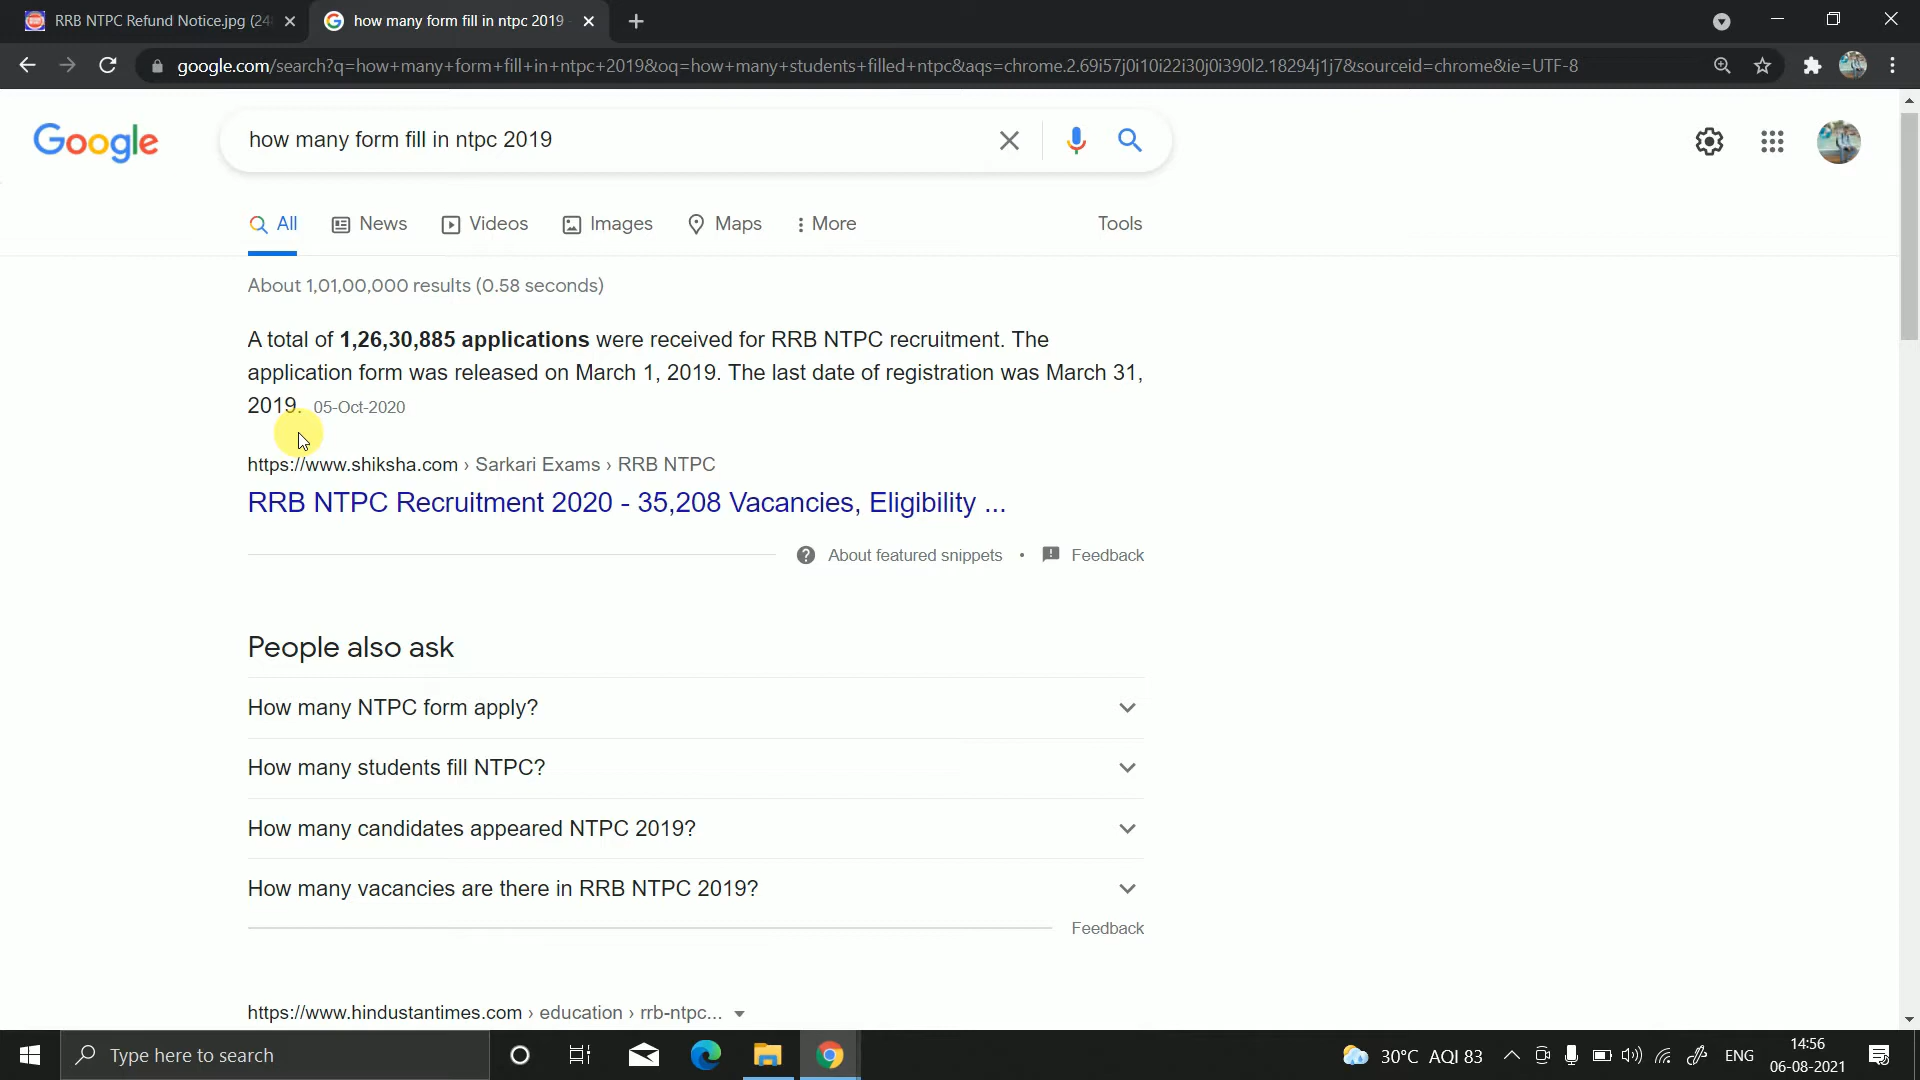 RRB NTPC Refund Notice.jpg (24
how many form fill in ntpc 2019
google.com/search?q=how+many+form+fill+in+ntpc+2019&oq=how+many+students+filled+ntpc&aqs=chrome.2.69i57j0i10i22i30j0i390l2.18294j1j7&sourceid=chrome&ie=UTF-8
Google
how many form fill in ntpc 2019
All
News
Videos
Images
Maps
More
Tools
About 1,01,00,000 results (0.58 seconds)
A total of 1,26,30,885 applications were received for RRB NTPC recruitment. The
application form was released on March 1, 2019. The last date of registration was March 31,
2019. 05-Oct-2020
https://www.shiksha.com › Sarkari Exams › RRB NTPC
RRB NTPC Recruitment 2020 - 35,208 Vacancies, Eligibility ...
About featured snippets • Feedback
People also ask
How many NTPC form apply?
How many students fill NTPC?
How many candidates appeared NTPC 2019?
How many vacancies are there in RRB NTPC 2019?
Feedback
https://www.hindustantimes.com › education › rrb-ntpc...
Type here to search
30°C AQI 83
ENG
14:56
06-08-2021